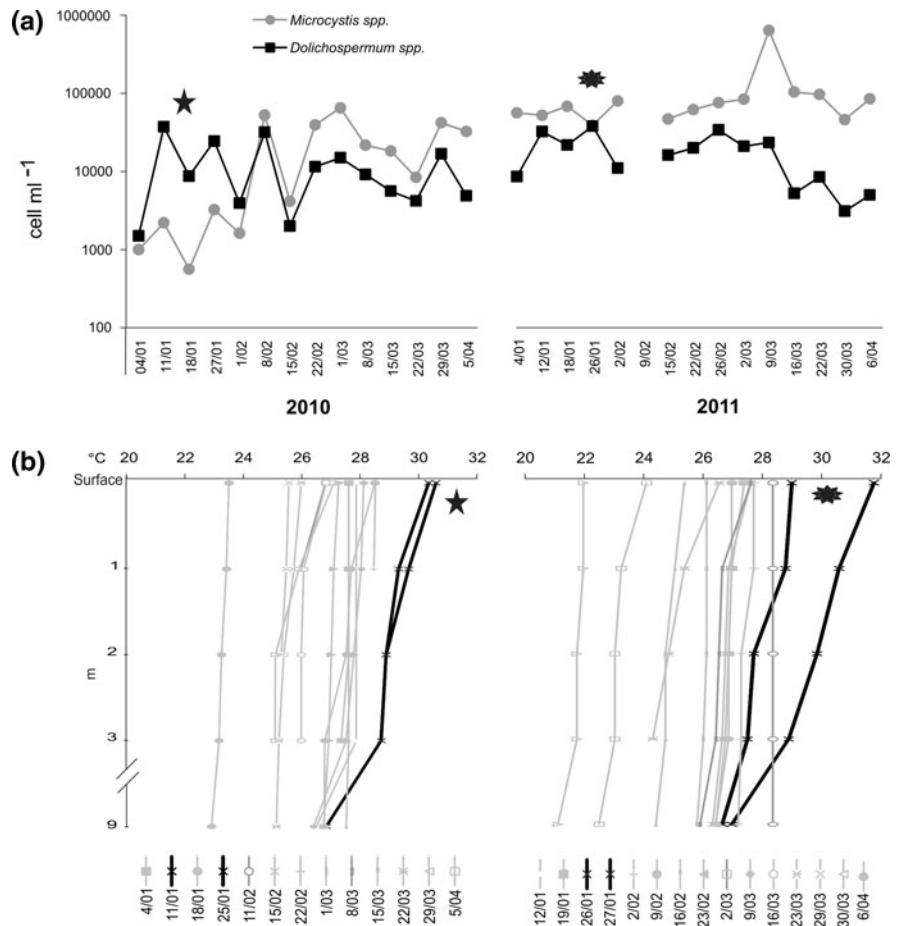 (a)
1000000
100000
10000
1000
100
cell ml ⁻¹
Microcystis spp.
Dolichospermum spp.
04/01 11/01 18/01 27/01 1/02 8/02 15/02 22/02 1/03 8/03 15/03 22/03 29/03 5/04
4/01 12/01 18/01 26/01 2/02 9/02 15/02 22/02 26/02 2/03 9/03 16/03 22/03 30/03 6/04
2010 2011
(b)
°C
20 22 24 26 28 30 32
20 22 24 26 28 30 32
Surface
1
2
m
3
9
4/01 11/01 18/01 25/01 11/02 15/02 22/02 1/03 8/03 15/03 22/03 29/03 5/04
12/01 19/01 26/01 27/01 2/02 9/02 16/02 23/02 2/03 9/03 16/03 23/03 29/03 30/03 6/04